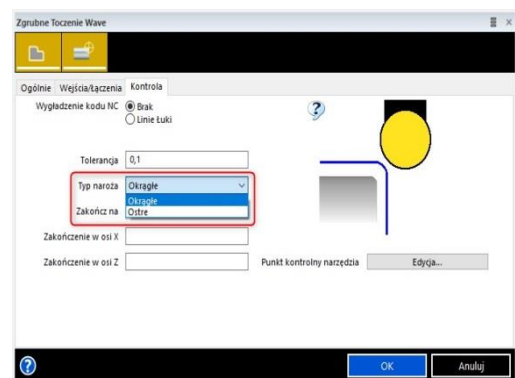 Zgrubne Toczenie Wave
Ogólnie Wejścia/Łączenia Kontrola
Wygładzenie kodu NC Brak
Linie Łuki
Tolerancja 0,1
Typ naroża Okrągłe
Okrągłe
Zakończ na Ostre
Zakończenie w osi X
Zakończenie w osi Z Punkt kontrolny narzędzia Edycja...
OK Anuluj